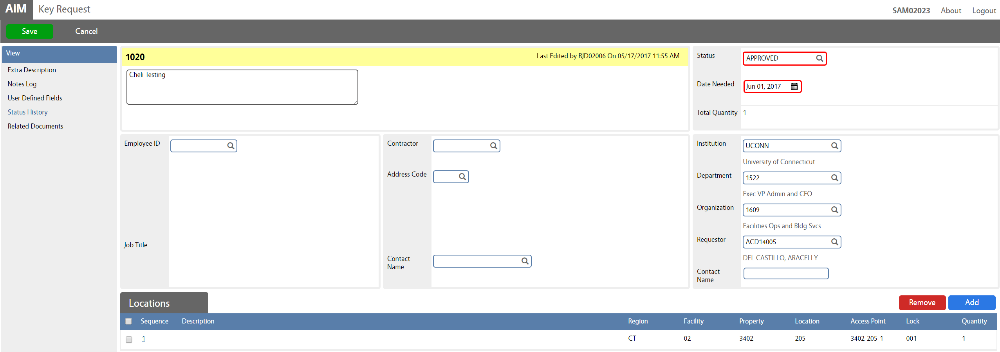 AiM Key Request SAM02023 About Logout
Save Cancel
View
Extra Description
Notes Log
User Defined Fields
Status History
Related Documents
1020 Last Edited by RJD02006 On 05/17/2017 11:55 AM
Cheli Testing
Status APPROVED
Date Needed Jun 01, 2017
Total Quantity 1
Employee ID
Job Title
Contractor
Address Code
Contact
Name
Institution UCONN
University of Connecticut
Department 1522
Exec VP Admin and CFO
Organization 1609
Facilities Ops and Bldg Svcs
Requestor ACD14005
DEL CASTILLO, ARACELI Y
Contact
Name
Locations Remove Add
Sequence Description Region Facility Property Location Access Point Lock Quantity
1 CT 02 3402 205 3402-205-1 001 1